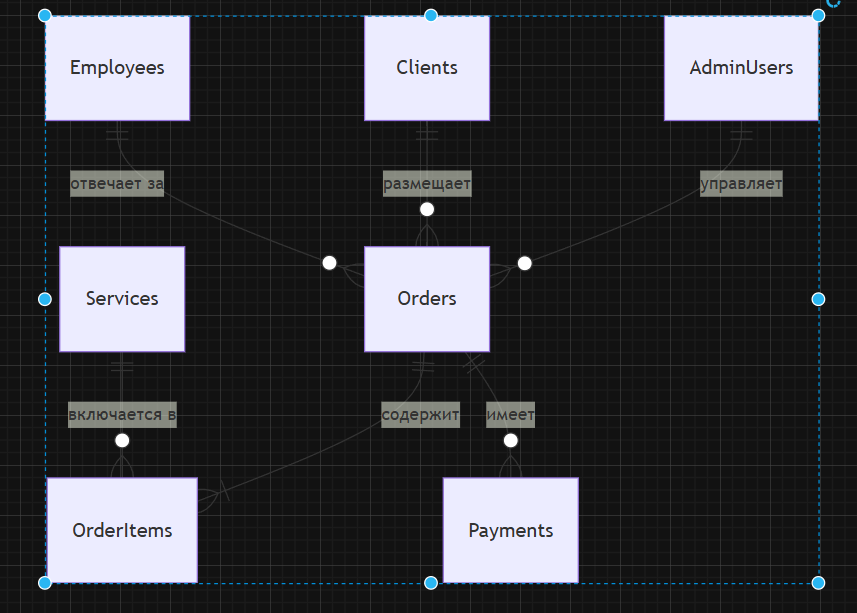 Employees
Clients
AdminUsers
отвечает за
размещает
управляет
Services
Orders
включается в
содержит
имеет
OrderItems
Payments